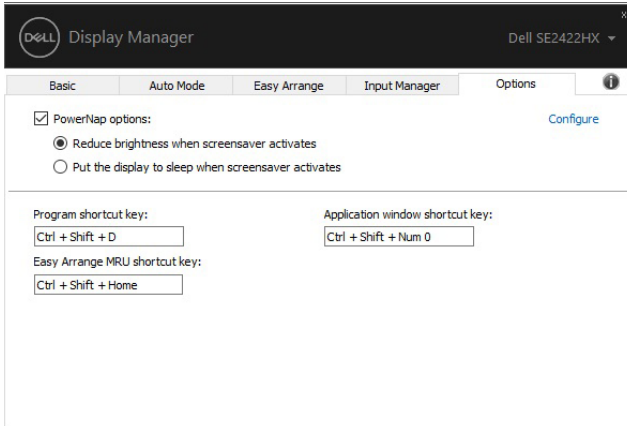 DELL Display Manager
Dell SE2422HX
x
Basic
Auto Mode
Easy Arrange
Input Manager
Options
PowerNap options:
Configure
Reduce brightness when screensaver activates
Put the display to sleep when screensaver activates
Program shortcut key:
Application window shortcut key:
Ctrl + Shift + D
Ctrl + Shift + Num 0
Easy Arrange MRU shortcut key:
Ctrl + Shift + Home